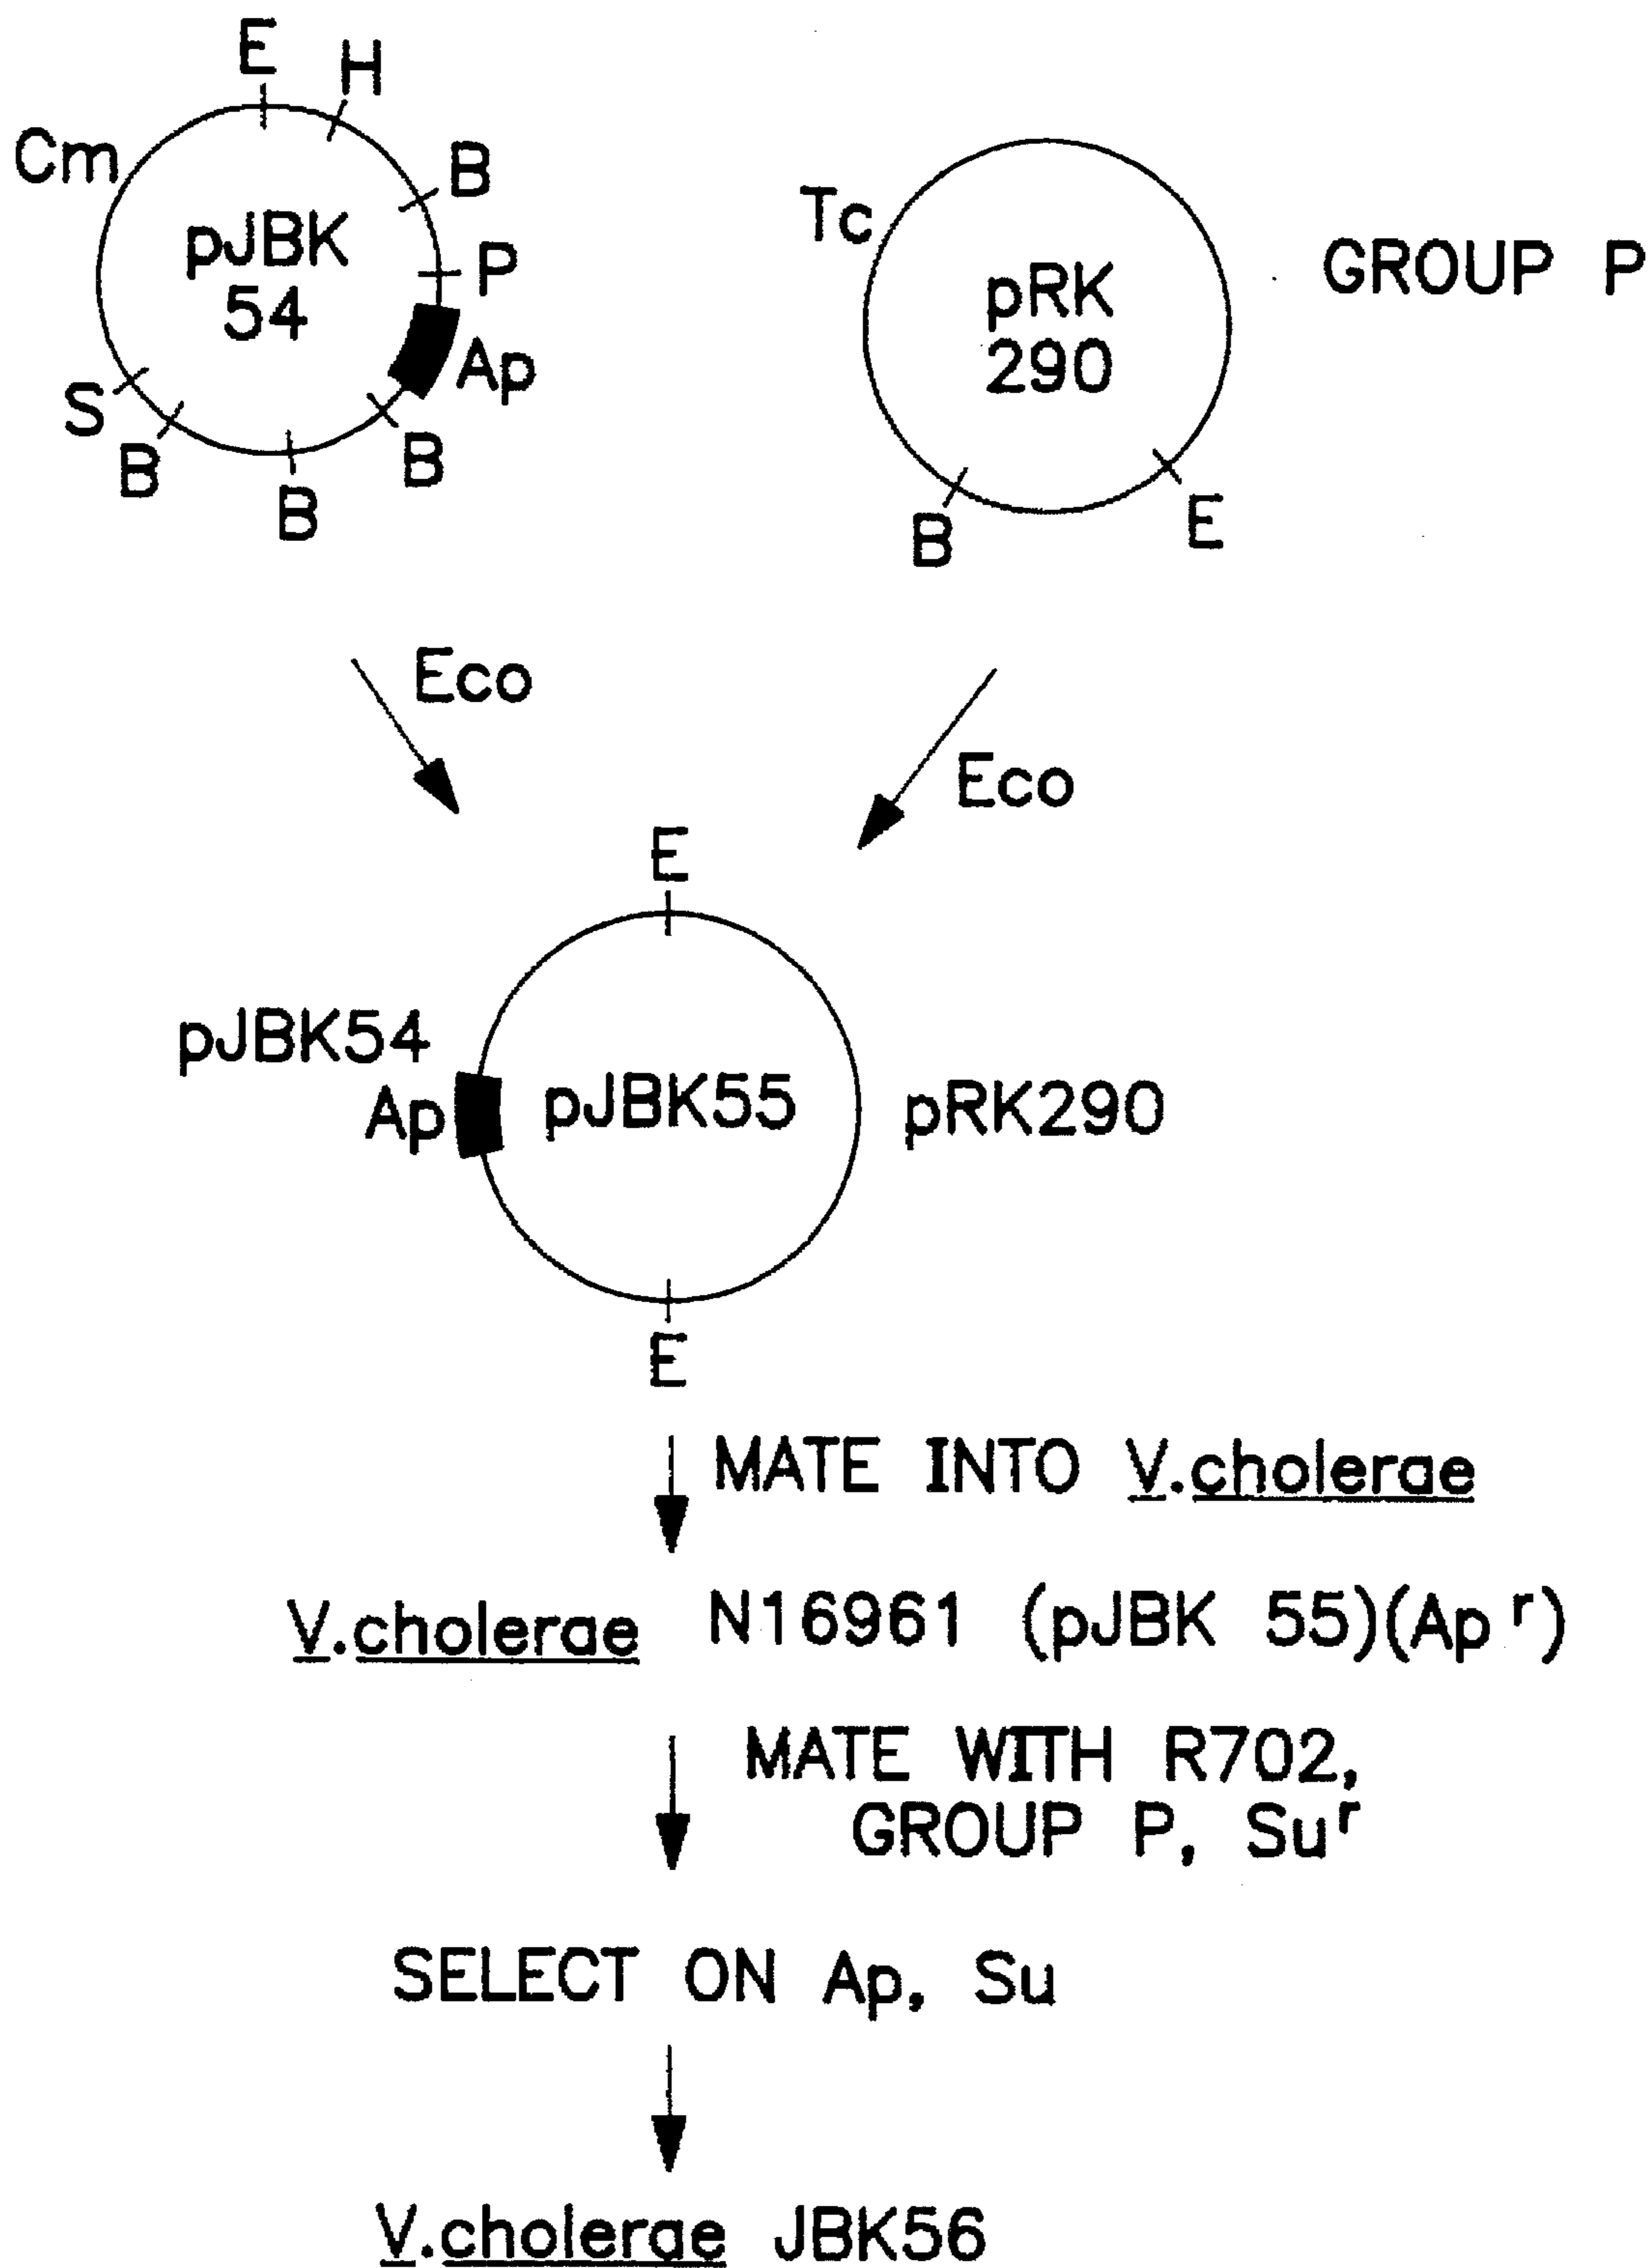 E
H
Cm
B
pJBK
54
P
Ap
S
B
B
B
Tc
pRK
290
GROUP P
B
E
Eco
Eco
E
pJBK54
Ap
pJBK55
pRK290
E
MATE INTO V.cholerae
V.cholerae N16961 (pJBK 55)(Ap r)
MATE WITH R702,
GROUP P, Su r
SELECT ON Ap, Su
V.cholerae JBK56